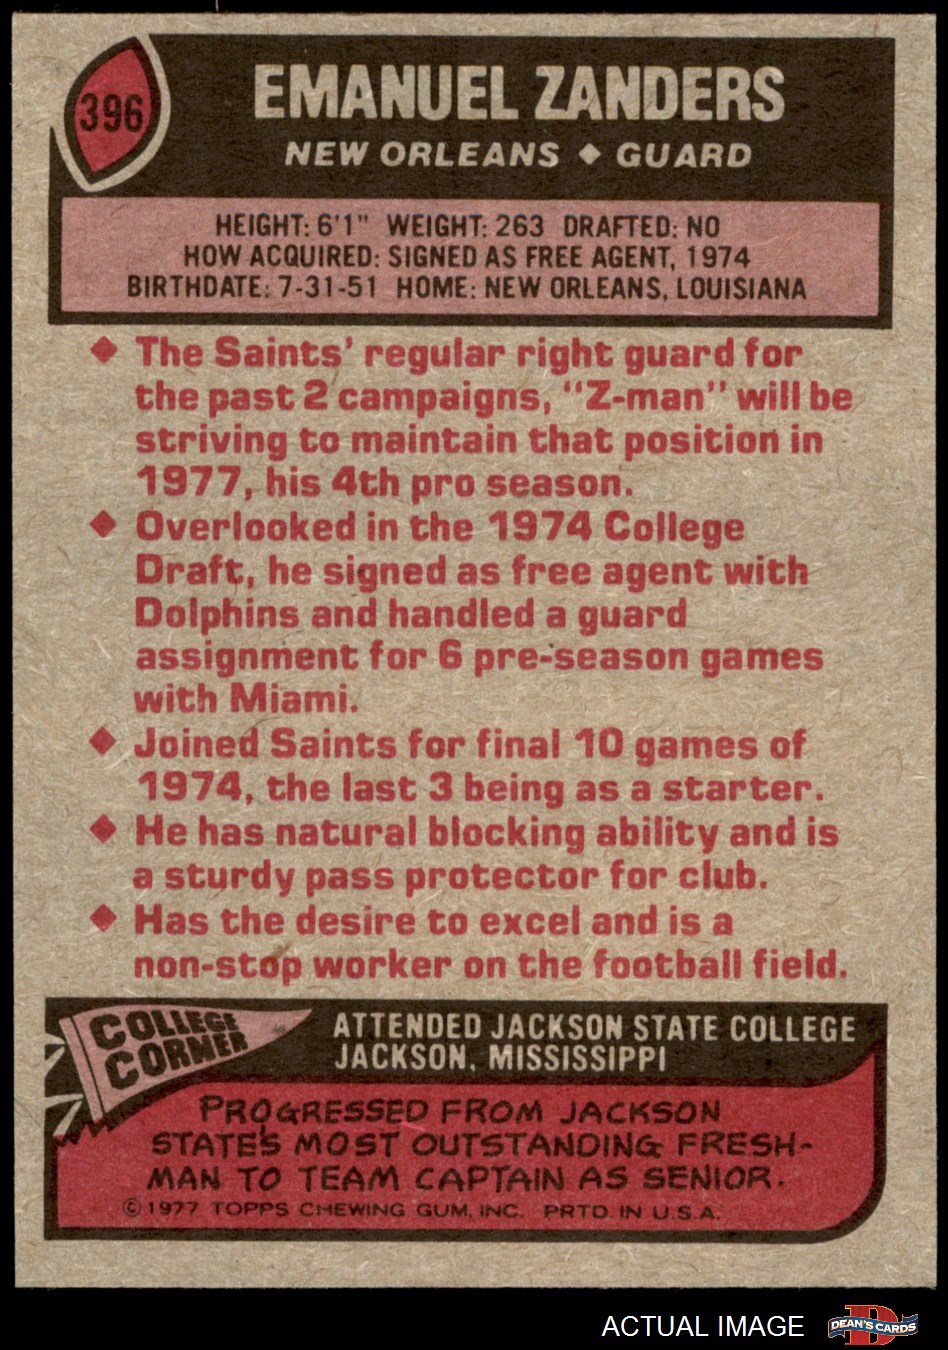 396
EMANUEL ZANDERS
NEW ORLEANS ◆ GUARD
HEIGHT: 6'1" WEIGHT: 263 DRAFTED: NO
HOW ACQUIRED: SIGNED AS FREE AGENT, 1974
BIRTHDATE: 7-31-51 HOME: NEW ORLEANS, LOUISIANA
◆ The Saints' regular right guard for
the past 2 campaigns, "Z-man" will be
striving to maintain that position in
1977, his 4th pro season.
◆ Overlooked in the 1974 College
Draft, he signed as free agent with
Dolphins and handled a guard
assignment for 6 pre-season games
with Miami.
◆ Joined Saints for final 10 games of
1974, the last 3 being as a starter.
◆ He has natural blocking ability and is
a sturdy pass protector for club.
◆ Has the desire to excel and is a
non-stop worker on the football field.
COLLEGE
CORNER
ATTENDED JACKSON STATE COLLEGE
JACKSON, MISSISSIPPI
PROGRESSED FROM JACKSON
STATE'S MOST OUTSTANDING FRESH-
MAN TO TEAM CAPTAIN AS SENIOR.
© 1977 TOPPS CHEWING GUM, INC. PRTD. IN U.S.A.
ACTUAL IMAGE
D
DEAN'S CARDS